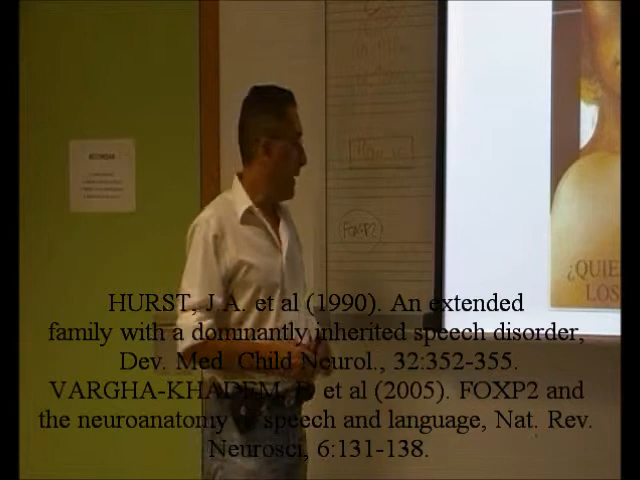 RECORDAR
FOXP2
¿QUIE
LOS
HURST, J.A. et al (1990). An extended
family with a dominantly inherited speech disorder,
Dev. Med. Child Neurol., 32:352-355.
VARGHA-KHADEM, F. et al (2005). FOXP2 and
the neuroanatomy of speech and language, Nat. Rev.
Neurosci, 6:131-138.